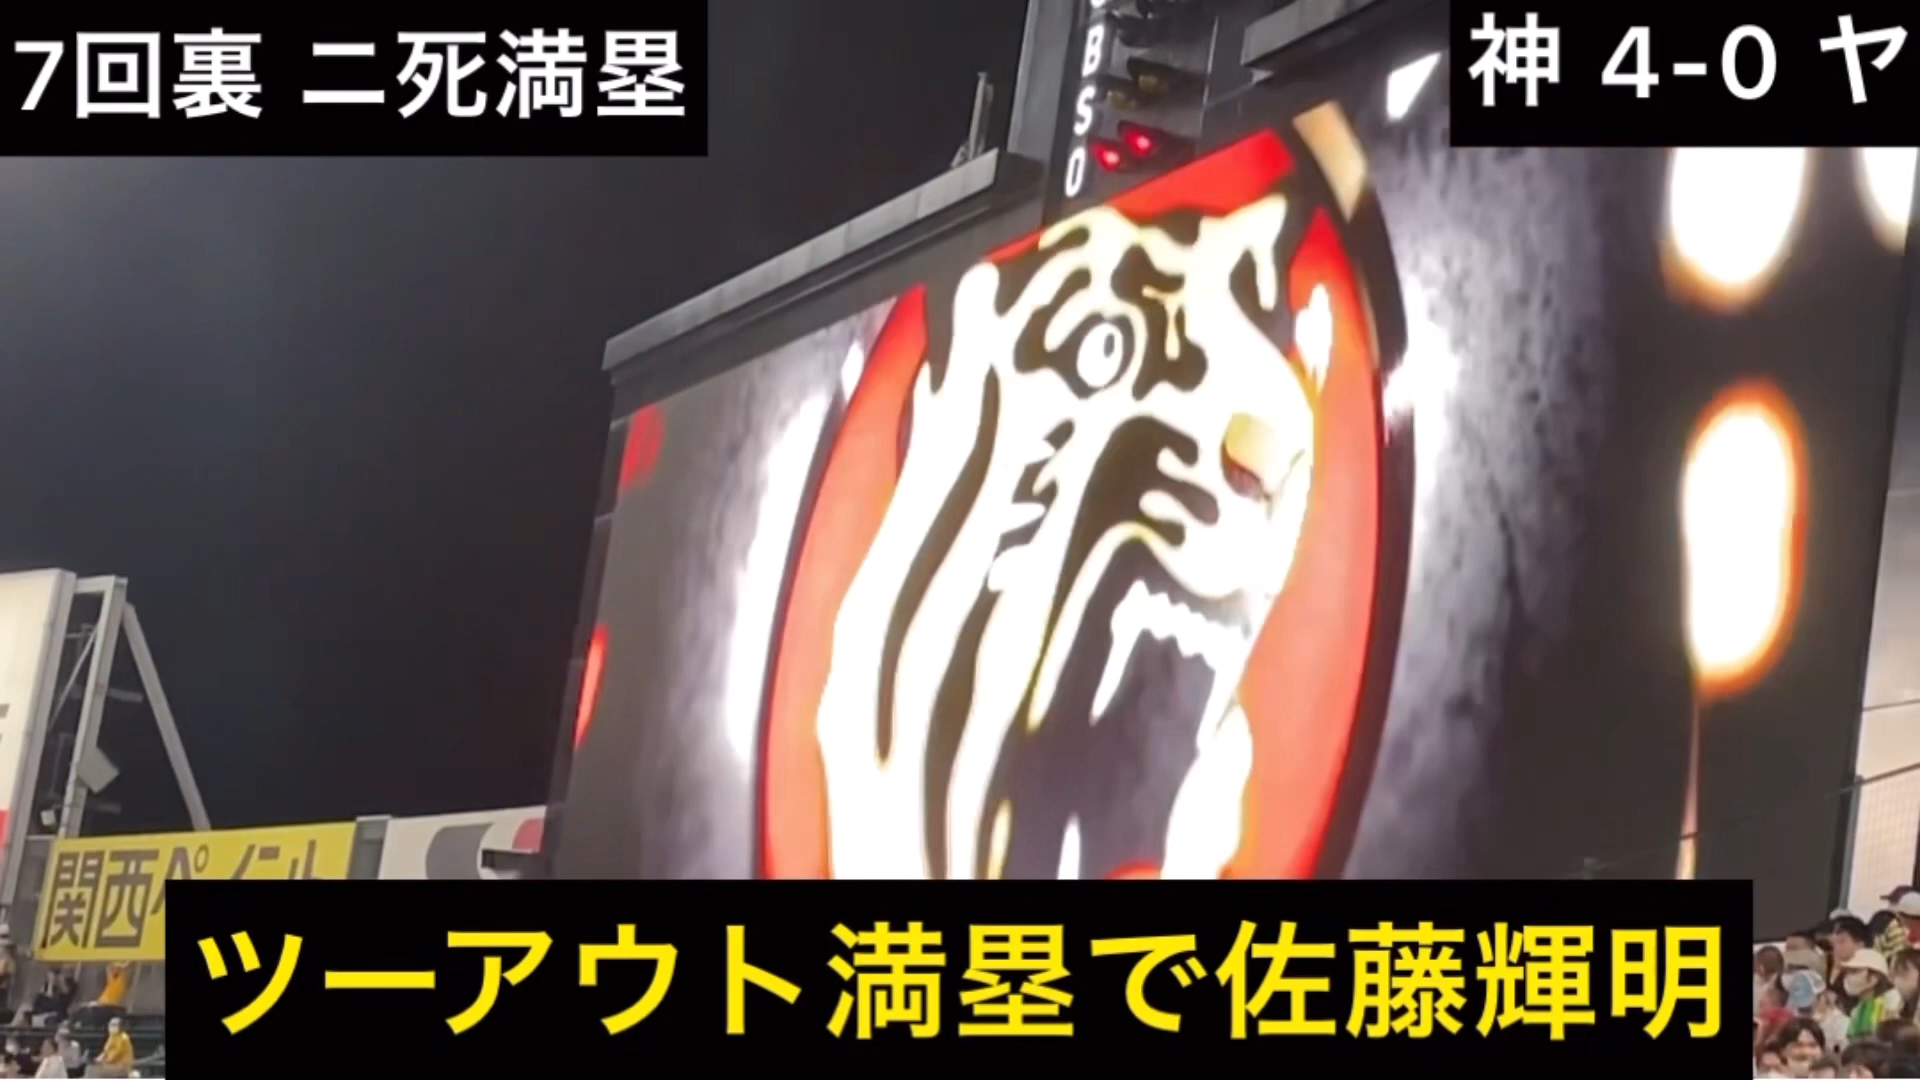 7回裏 二死満塁
神 4-0 ヤ
B
S
O
関西ペイント
ツーアウト満塁で佐藤輝明